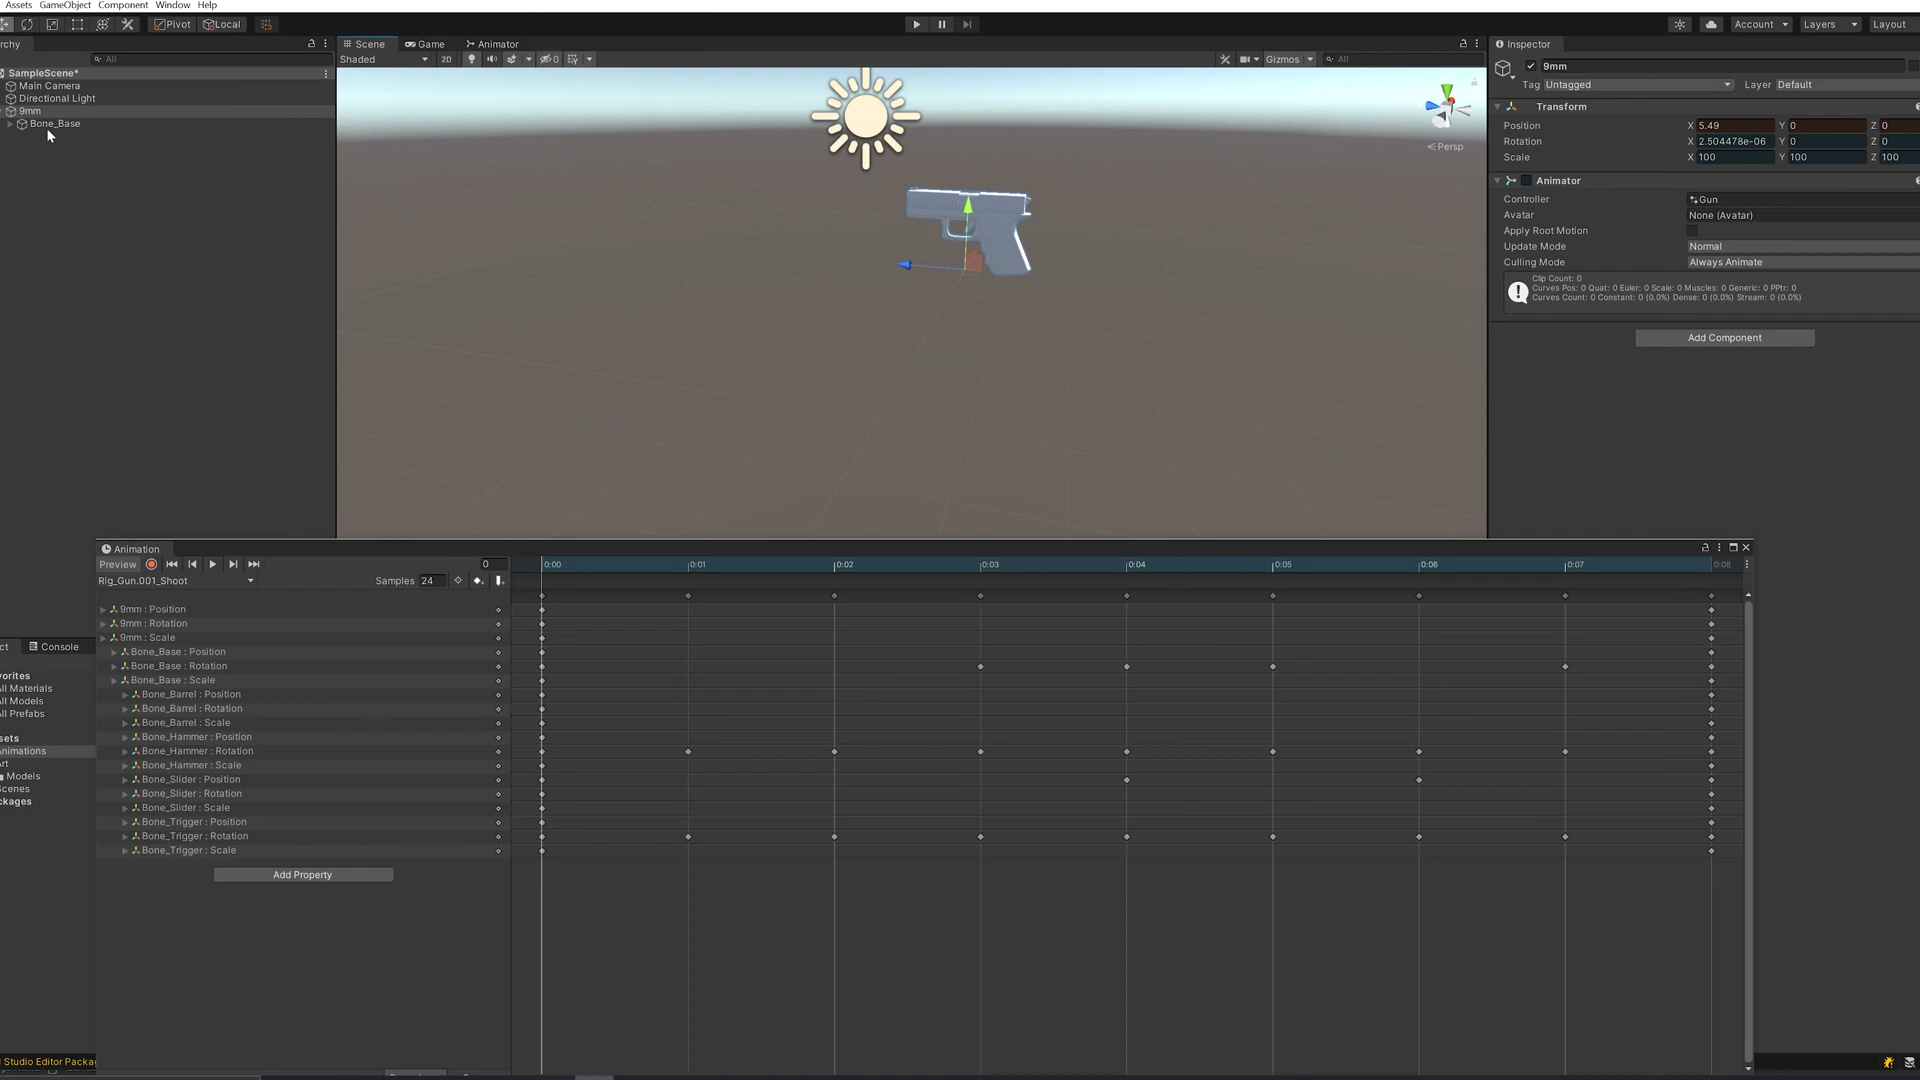 Assets GameObject Component Window Help
Pivot Local Account Layers Layout
rchy
All
SampleScene*
Main Camera
Directional Light
9mm
Bone_Base
Scene Game Animator
Shaded 2D 0 Gizmos All
Persp
Inspector
9mm
Tag Untagged Layer Default
Transform
Position X 5.49 Y 0 Z 0
Rotation X 2.504478e-06 Y 0 Z 0
Scale X 100 Y 100 Z 100
Animator
Controller Gun
Avatar None (Avatar)
Apply Root Motion
Update Mode Normal
Culling Mode Always Animate
Clip Count: 0
Curves Pos: 0 Quat: 0 Euler: 0 Scale: 0 Muscles: 0 Generic: 0 PPtr: 0
Curves Count: 0 Constant: 0 (0.0%) Dense: 0 (0.0%) Stream: 0 (0.0%)
Add Component
Animation
Preview 0 0:00 0:01 0:02 0:03 0:04 0:05 0:06 0:07 0:08
Rig_Gun.001_Shoot Samples 24
9mm : Position
9mm : Rotation
9mm : Scale
Bone_Base : Position
Bone_Base : Rotation
Bone_Base : Scale
Bone_Barrel : Position
Bone_Barrel : Rotation
Bone_Barrel : Scale
Bone_Hammer : Position
Bone_Hammer : Rotation
Bone_Hammer : Scale
Bone_Slider : Position
Bone_Slider : Rotation
Bone_Slider : Scale
Bone_Trigger : Position
Bone_Trigger : Rotation
Bone_Trigger : Scale
Add Property
ct Console
vorites
All Materials
All Models
All Prefabs
sets
Animations
rt
Models
Scenes
ckages
Studio Editor Packag